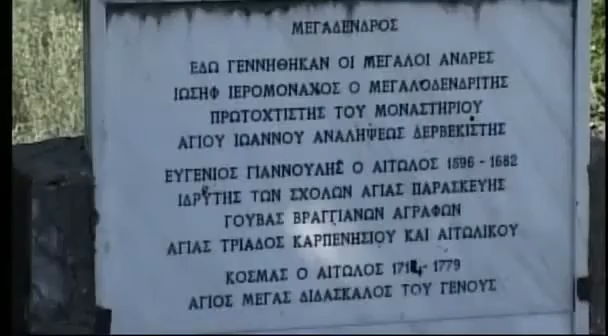 ΜΕΓΑΔΕΝΔΡΟΣ
ΕΔΩ ΓΕΝΝΗΘΗΚΑΝ ΟΙ ΜΕΓΑΛΟΙ ΑΝΔΡΕΣ
ΙΩΣΗΦ ΙΕΡΟΜΟΝΑΧΟΣ Ο ΜΕΓΑΛΟΔΕΝΔΡΙΤΗΣ
ΠΡΩΤΟΧΤΙΣΤΗΣ ΤΟΥ ΜΟΝΑΣΤΗΡΙΟΥ
ΑΓΙΟΥ ΙΩΑΝΝΟΥ ΑΝΑΛΗΨΕΩΣ ΔΕΡΒΕΚΙΣΤΗΣ
ΕΥΓΕΝΙΟΣ ΓΙΑΝΝΟΥΛΗΣ Ο ΑΙΤΩΛΟΣ 1596 - 1682
ΙΔΡΥΤΗΣ ΤΩΝ ΣΧΟΛΩΝ ΑΓΙΑΣ ΠΑΡΑΣΚΕΥΗΣ
ΓΟΥΒΑΣ ΒΡΑΓΓΙΑΝΩΝ ΑΓΡΑΦΩΝ
ΑΓΙΑΣ ΤΡΙΑΔΟΣ ΚΑΡΠΕΝΗΣΙΟΥ ΚΑΙ ΑΙΤΩΛΙΚΟΥ
ΚΟΣΜΑΣ Ο ΑΙΤΩΛΟΣ 1714 - 1779
ΑΓΙΟΣ ΜΕΓΑΣ ΔΙΔΑΣΚΑΛΟΣ ΤΟΥ ΓΕΝΟΥΣ